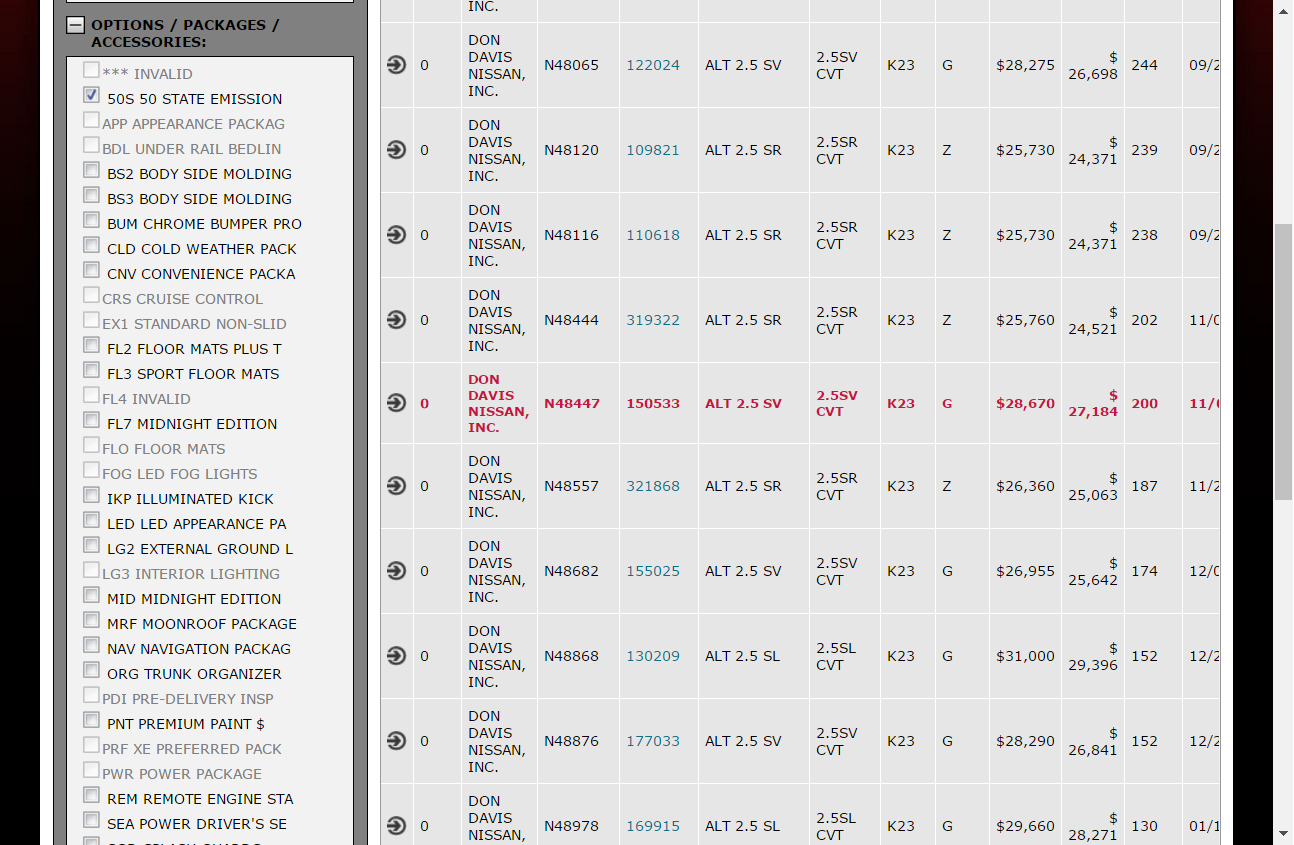 OPTIONS / PACKAGES /
ACCESSORIES:
*** INVALID
50S 50 STATE EMISSION
APP APPEARANCE PACKAG
BDL UNDER RAIL BEDLIN
BS2 BODY SIDE MOLDING
BS3 BODY SIDE MOLDING
BUM CHROME BUMPER PRO
CLD COLD WEATHER PACK
CNV CONVENIENCE PACKA
CRS CRUISE CONTROL
EX1 STANDARD NON-SLID
FL2 FLOOR MATS PLUS T
FL3 SPORT FLOOR MATS
FL4 INVALID
FL7 MIDNIGHT EDITION
FLO FLOOR MATS
FOG LED FOG LIGHTS
IKP ILLUMINATED KICK
LED LED APPEARANCE PA
LG2 EXTERNAL GROUND L
LG3 INTERIOR LIGHTING
MID MIDNIGHT EDITION
MRF MOONROOF PACKAGE
NAV NAVIGATION PACKAG
ORG TRUNK ORGANIZER
PDI PRE-DELIVERY INSP
PNT PREMIUM PAINT $
PRF XE PREFERRED PACK
PWR POWER PACKAGE
REM REMOTE ENGINE STA
SEA POWER DRIVER'S SE
INC.
0 DON DAVIS NISSAN, INC. N48065 122024 ALT 2.5 SV 2.5SV CVT K23 G $28,275 $ 26,698 244 09/2
0 DON DAVIS NISSAN, INC. N48120 109821 ALT 2.5 SR 2.5SR CVT K23 Z $25,730 $ 24,371 239 09/2
0 DON DAVIS NISSAN, INC. N48116 110618 ALT 2.5 SR 2.5SR CVT K23 Z $25,730 $ 24,371 238 09/2
0 DON DAVIS NISSAN, INC. N48444 319322 ALT 2.5 SR 2.5SR CVT K23 Z $25,760 $ 24,521 202 11/0
0 DON DAVIS NISSAN, INC. N48447 150533 ALT 2.5 SV 2.5SV CVT K23 G $28,670 $ 27,184 200 11/0
0 DON DAVIS NISSAN, INC. N48557 321868 ALT 2.5 SR 2.5SR CVT K23 Z $26,360 $ 25,063 187 11/2
0 DON DAVIS NISSAN, INC. N48682 155025 ALT 2.5 SV 2.5SV CVT K23 G $26,955 $ 25,642 174 12/0
0 DON DAVIS NISSAN, INC. N48868 130209 ALT 2.5 SL 2.5SL CVT K23 G $31,000 $ 29,396 152 12/2
0 DON DAVIS NISSAN, INC. N48876 177033 ALT 2.5 SV 2.5SV CVT K23 G $28,290 $ 26,841 152 12/2
0 DON DAVIS NISSAN, N48978 169915 ALT 2.5 SL 2.5SL CVT K23 G $29,660 $ 28,271 130 01/1